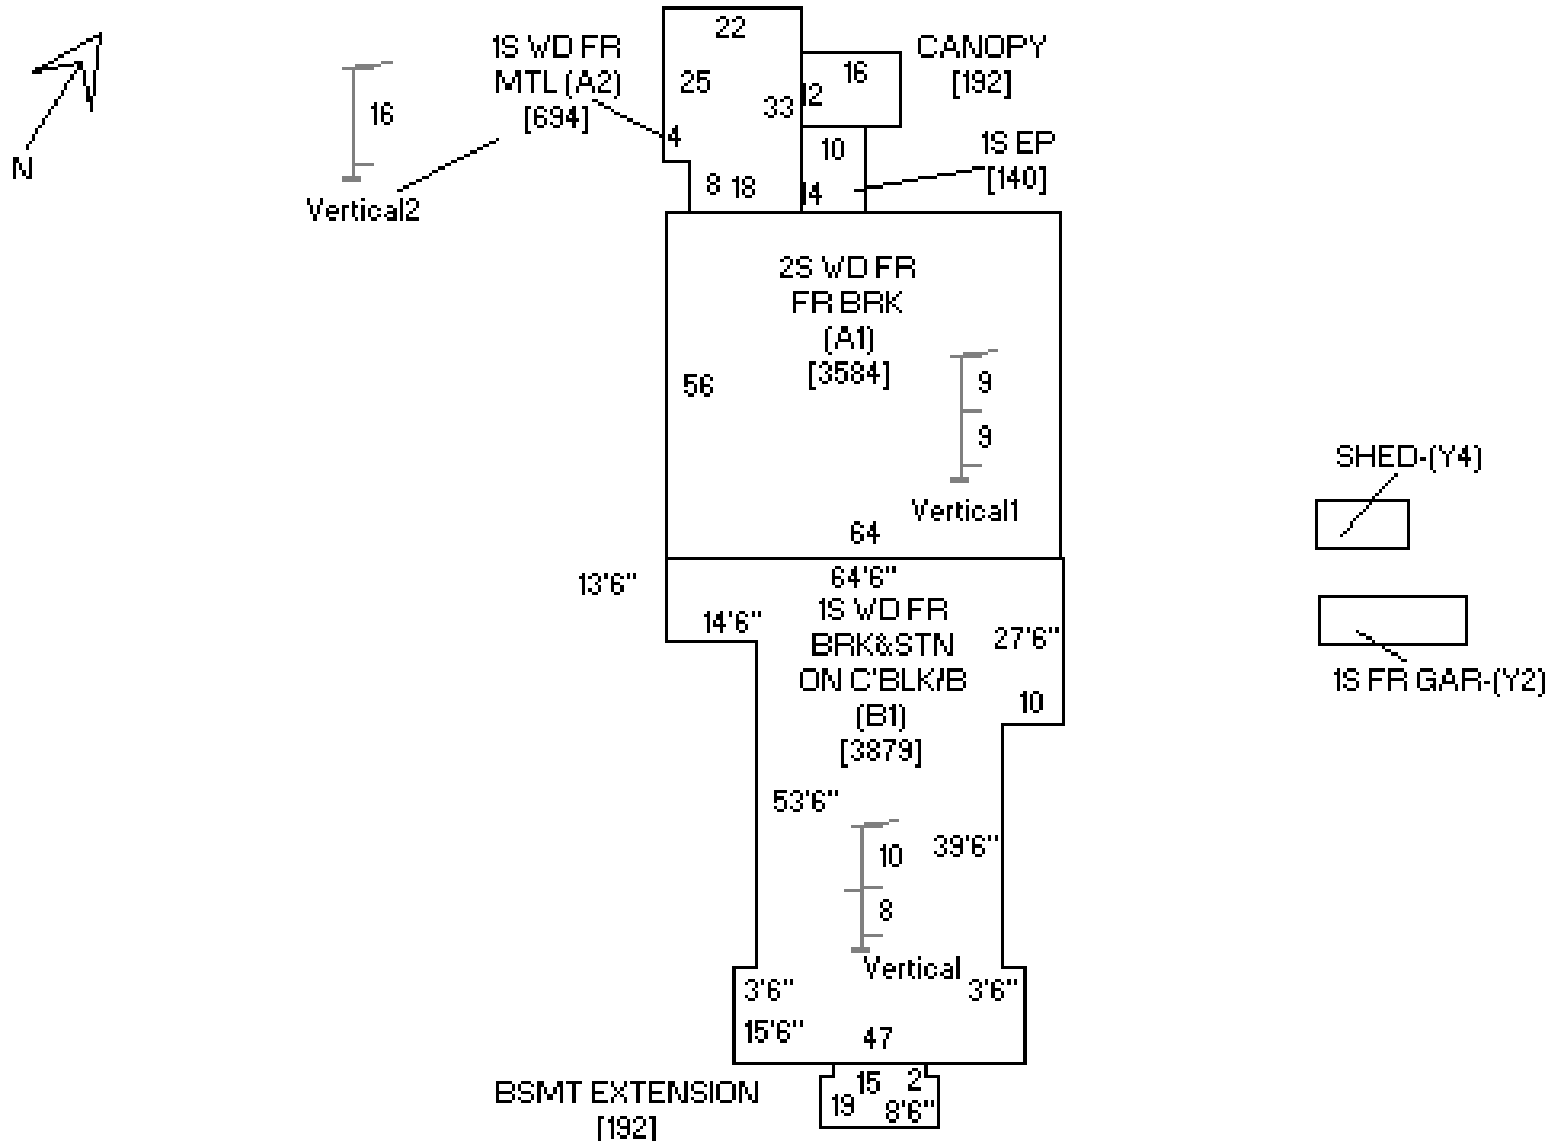 N
16
Vertical2
1S WD FR
MTL (A2)
[694]
22
25
33
4
8 18
12
16
CANOPY
[192]
10
14
1S EP
[140]
2S WD FR
FR BRK
(A1)
[3584]
56
9
9
Vertical1
64
SHED-(Y4)
1S FR GAR-(Y2)
13'6"
64'6"
14'6"
1S WD FR
BRK&STN
ON C'BLK/B
(B1)
[3879]
27'6"
10
53'6"
39'6"
10
8
Vertical
3'6"
3'6"
15'6"
47
BSMT EXTENSION
[192]
15
2
19
8'6"